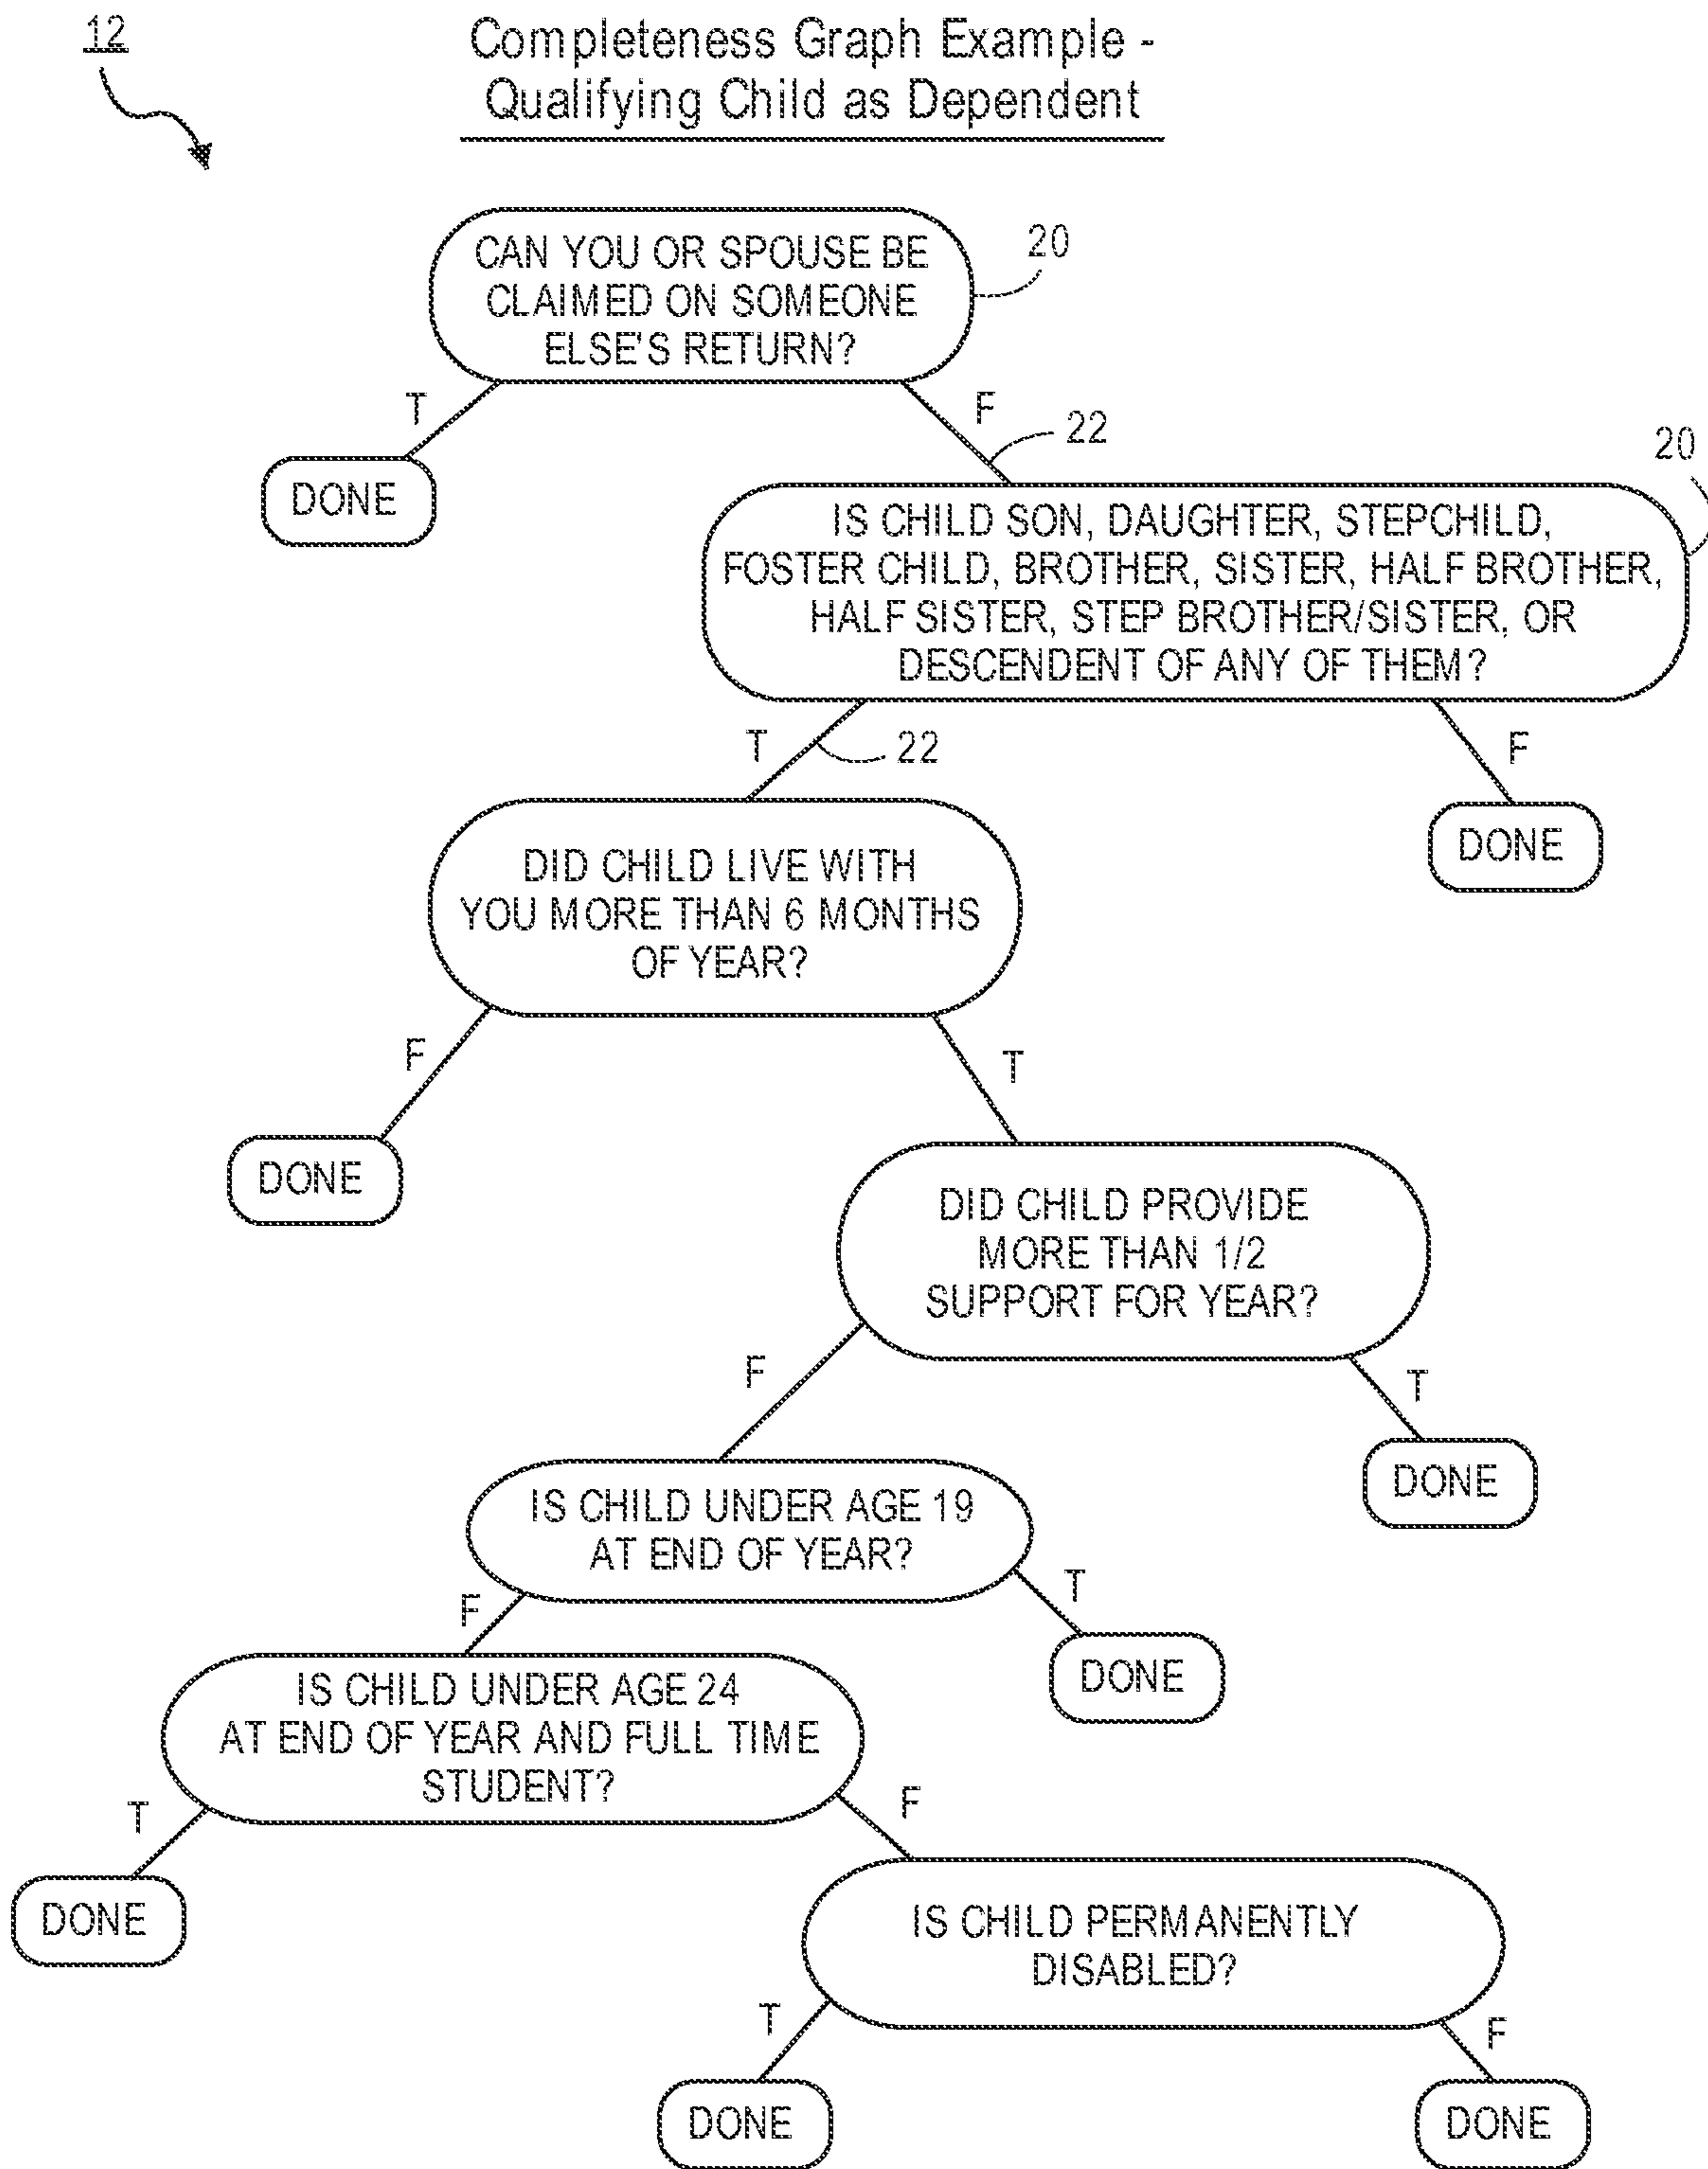 12
Completeness Graph Example -
Qualifying Child as Dependent
CAN YOU OR SPOUSE BE
CLAIMED ON SOMEONE
ELSE'S RETURN?
20
T
F
22
DONE
20
IS CHILD SON, DAUGHTER, STEPCHILD,
FOSTER CHILD, BROTHER, SISTER, HALF BROTHER,
HALF SISTER, STEP BROTHER/SISTER, OR
DESCENDENT OF ANY OF THEM?
T
22
F
DONE
DID CHILD LIVE WITH
YOU MORE THAN 6 MONTHS
OF YEAR?
F
T
DONE
DID CHILD PROVIDE
MORE THAN 1/2
SUPPORT FOR YEAR?
F
T
DONE
IS CHILD UNDER AGE 19
AT END OF YEAR?
F
T
DONE
IS CHILD UNDER AGE 24
AT END OF YEAR AND FULL TIME
STUDENT?
T
F
DONE
IS CHILD PERMANENTLY
DISABLED?
T
F
DONE
DONE